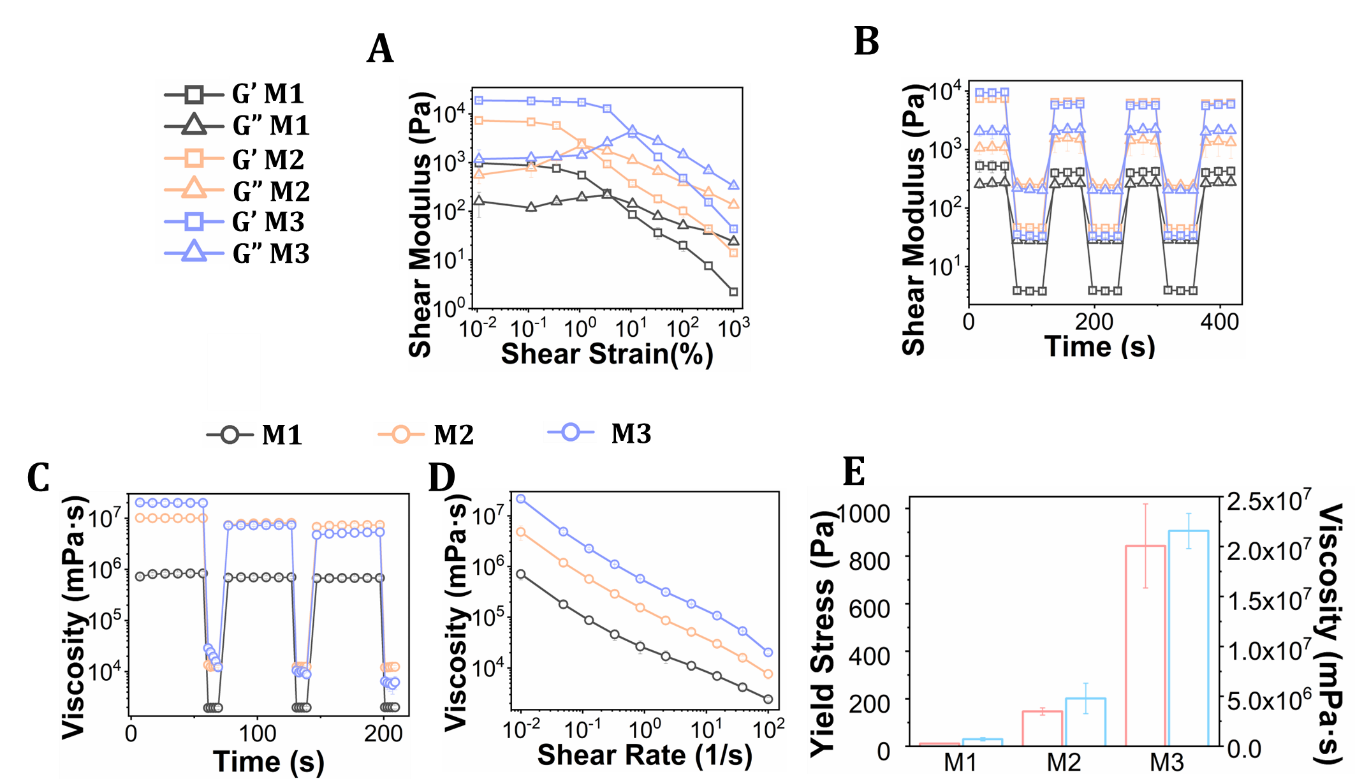 A
B
G’ M1
G” M1
G’ M2
G” M2
G’ M3
G” M3
Shear Modulus (Pa)
10⁴
10³
10²
10¹
10⁰
10⁻² 10⁻¹ 10⁰ 10¹ 10² 10³
Shear Strain(%)
Shear Modulus (Pa)
10⁴
10³
10²
10¹
0 200 400
Time (s)
M1 M2 M3
C
D
E
Viscosity (mPa·s)
10⁷
10⁶
10⁵
10⁴
0 100 200
Time (s)
Viscosity (mPa·s)
10⁷
10⁶
10⁵
10⁴
10⁻² 10⁻¹ 10⁰ 10¹ 10²
Shear Rate (1/s)
Yield Stress (Pa)
1000
800
600
400
200
0
M1 M2 M3
2.5x10⁷
2.0x10⁷
1.5x10⁷
1.0x10⁷
5.0x10⁶
0.0
Viscosity (mPa·s)